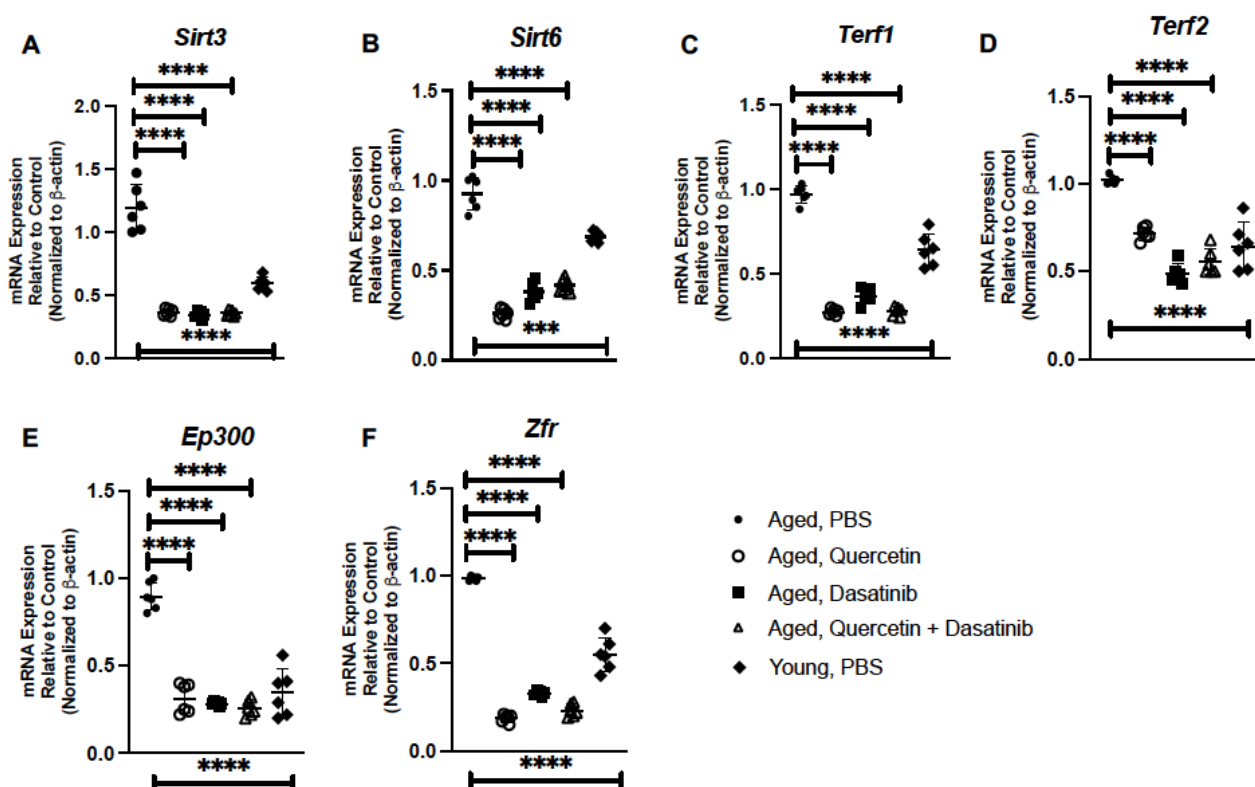 A
Sirt3
mRNA Expression
Relative to Control
(Normalized to β-actin)
2.0
1.5
1.0
0.5
0.0
****
****
****
****
B
Sirt6
mRNA Expression
Relative to Control
(Normalized to β-actin)
1.5
1.0
0.5
0.0
****
****
****
***
C
Terf1
mRNA Expression
Relative to Control
(Normalized to β-actin)
1.5
1.0
0.5
0.0
****
****
****
****
D
Terf2
mRNA Expression
Relative to Control
(Normalized to β-actin)
1.5
1.0
0.5
0.0
****
****
****
****
E
Ep300
mRNA Expression
Relative to Control
(Normalized to β-actin)
1.5
1.0
0.5
0.0
****
****
****
****
F
Zfr
mRNA Expression
Relative to Control
(Normalized to β-actin)
1.5
1.0
0.5
0.0
****
****
****
****
Aged, PBS
Aged, Quercetin
Aged, Dasatinib
Aged, Quercetin + Dasatinib
Young, PBS